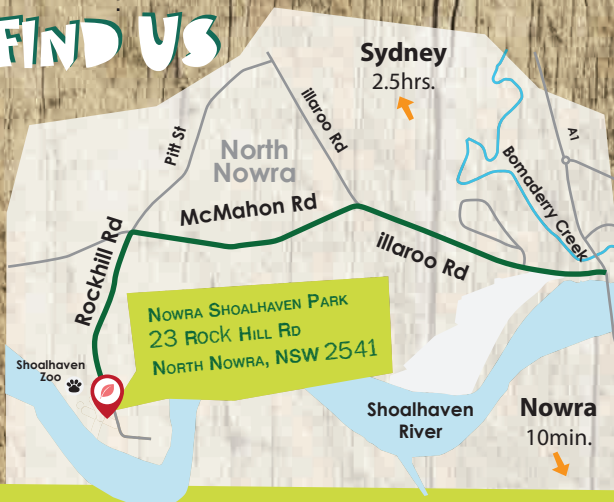 FIND US
Sydney
2.5hrs.
Pitt St
illaroo Rd
A1
North
Nowra
Bomaderry Creek
McMahon Rd
illaroo Rd
Rockhill Rd
Nowra Shoalhaven Park
23 Rock Hill Rd
North Nowra, NSW 2541
Shoalhaven
Zoo
Shoalhaven
River
Nowra
10min.